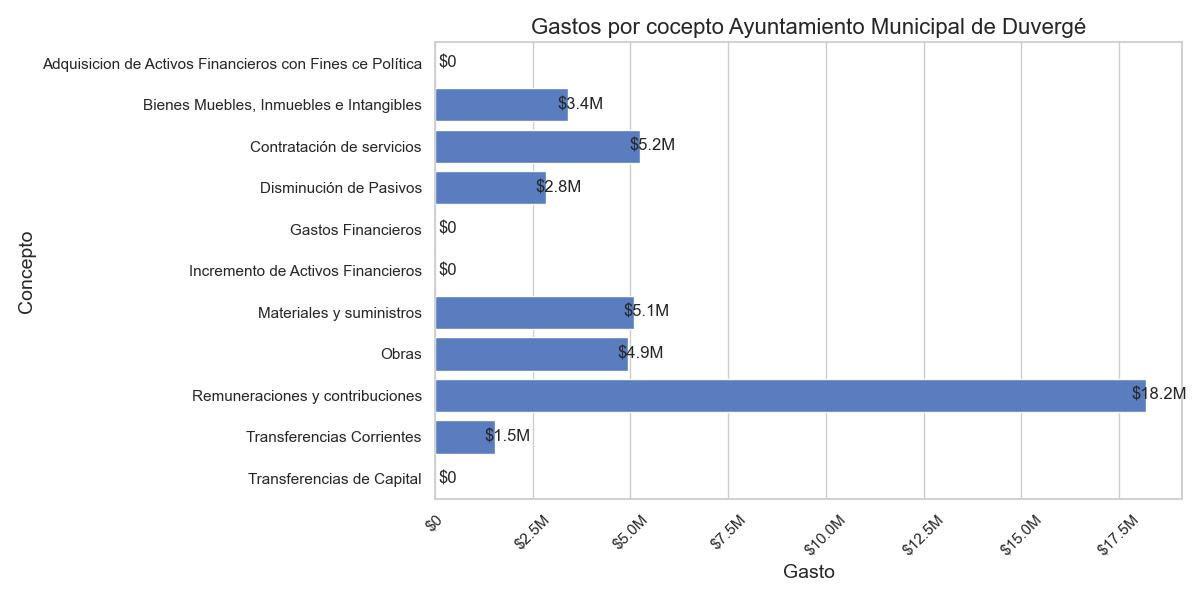 Gastos por cocepto Ayuntamiento Municipal de Duvergé
Concepto
Adquisicion de Activos Financieros con Fines ce Política $0
Bienes Muebles, Inmuebles e Intangibles $3.4M
Contratación de servicios $5.2M
Disminución de Pasivos $2.8M
Gastos Financieros $0
Incremento de Activos Financieros $0
Materiales y suministros $5.1M
Obras $4.9M
Remuneraciones y contribuciones $18.2M
Transferencias Corrientes $1.5M
Transferencias de Capital $0
$0 $2.5M $5.0M $7.5M $10.0M $12.5M $15.0M $17.5M
Gasto